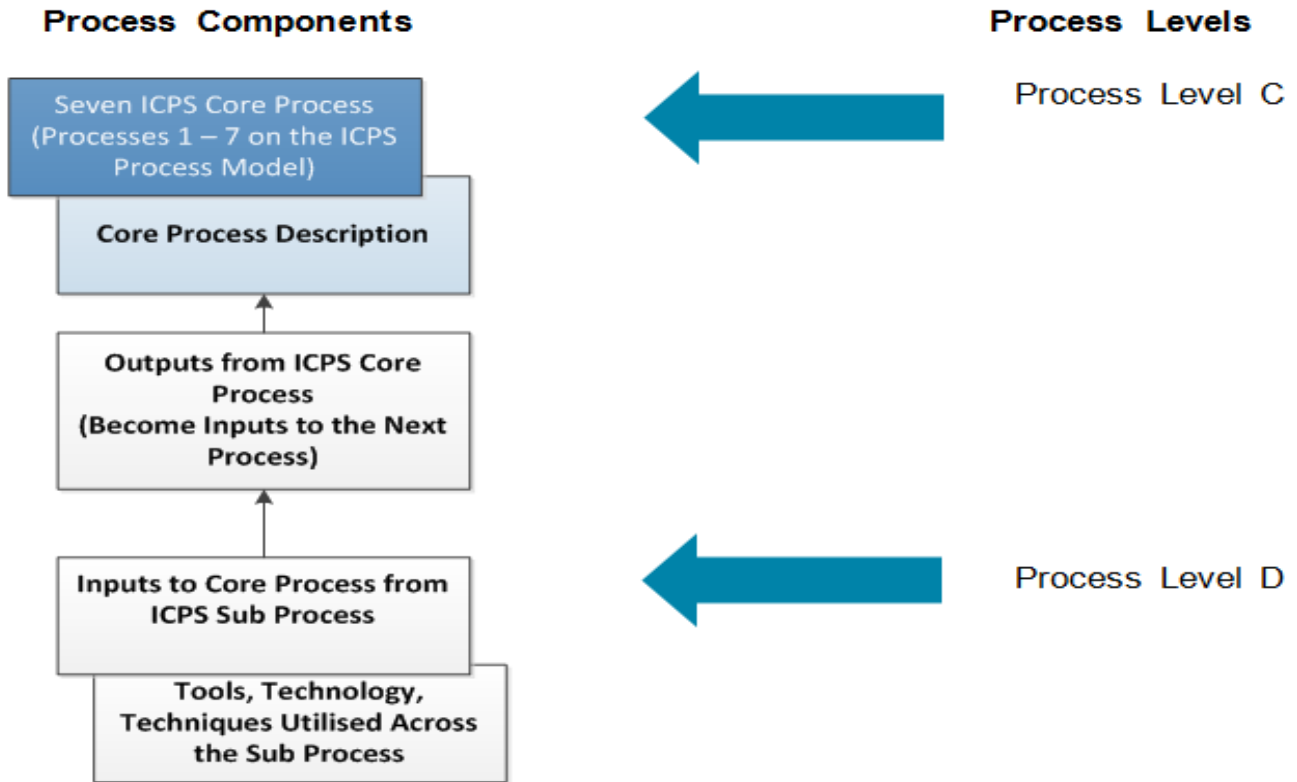 Process Components
Process Levels
Seven ICPS Core Process
(Processes 1 – 7 on the ICPS
Process Model)
Process Level C
Core Process Description
Outputs from ICPS Core
Process
(Become Inputs to the Next
Process)
Inputs to Core Process from
ICPS Sub Process
Process Level D
Tools, Technology,
Techniques Utilised Across
the Sub Process